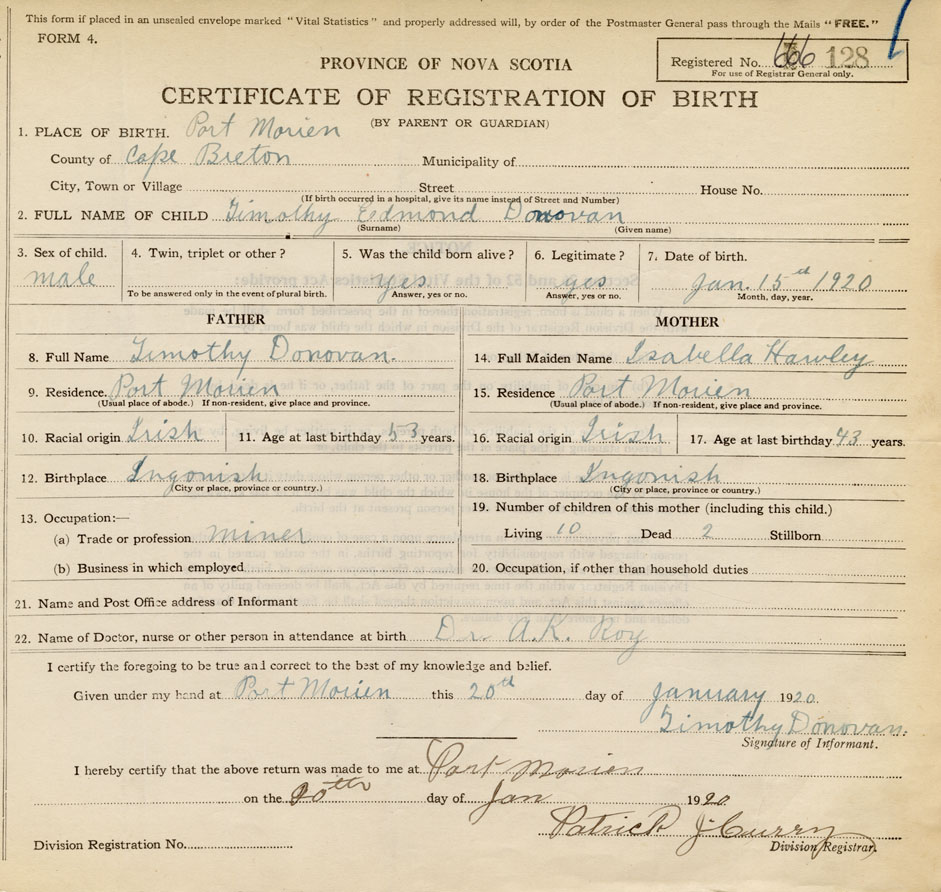 This form if placed in an unsealed envelope marked "Vital Statistics" and properly addressed will, by order of the Postmaster General pass through the Mails "FREE."
FORM 4.
Registered No. 666 128
For use of Registrar General only.
PROVINCE OF NOVA SCOTIA
CERTIFICATE OF REGISTRATION OF BIRTH
(BY PARENT OR GUARDIAN)
1. PLACE OF BIRTH. Port Morien
County of Cape Breton Municipality of
City, Town or Village Street House No.
(If birth occurred in a hospital, give its name instead of Street and Number)
2. FULL NAME OF CHILD Timothy Edmond Donovan
(Surname) (Given name)
3. Sex of child. 4. Twin, triplet or other? 5. Was the child born alive? 6. Legitimate? 7. Date of birth.
male yes yes Jan. 15th 1920
To be answered only in the event of plural birth. Answer, yes or no. Answer, yes or no. Month, day, year.
FATHER MOTHER
8. Full Name Timothy Donovan. 14. Full Maiden Name Isabella Hawley
9. Residence. Port Morien 15. Residence Port Morien
(Usual place of abode.) If non-resident, give place and province. (Usual place of abode.) If non-resident, give place and province.
10. Racial origin Irish 11. Age at last birthday 53 years. 16. Racial origin Irish 17. Age at last birthday 43 years.
12. Birthplace Ingonish 18. Birthplace Ingonish
(City or place, province or country.) (City or place, province or country.)
13. Occupation:— 19. Number of children of this mother (including this child.)
(a) Trade or profession miner Living 10 Dead 2 Stillborn
(b) Business in which employed 20. Occupation, if other than household duties
21. Name and Post Office address of Informant
22. Name of Doctor, nurse or other person in attendance at birth Dr. A.K. Roy
I certify the foregoing to be true and correct to the best of my knowledge and belief.
Given under my hand at Port Morien this 20th day of January 1920.
Timothy Donovan.
Signature of Informant.
I hereby certify that the above return was made to me at Port Morien
on the 20th day of Jan 1920
Patrick J Curry
Division Registration No. Division Registrar.